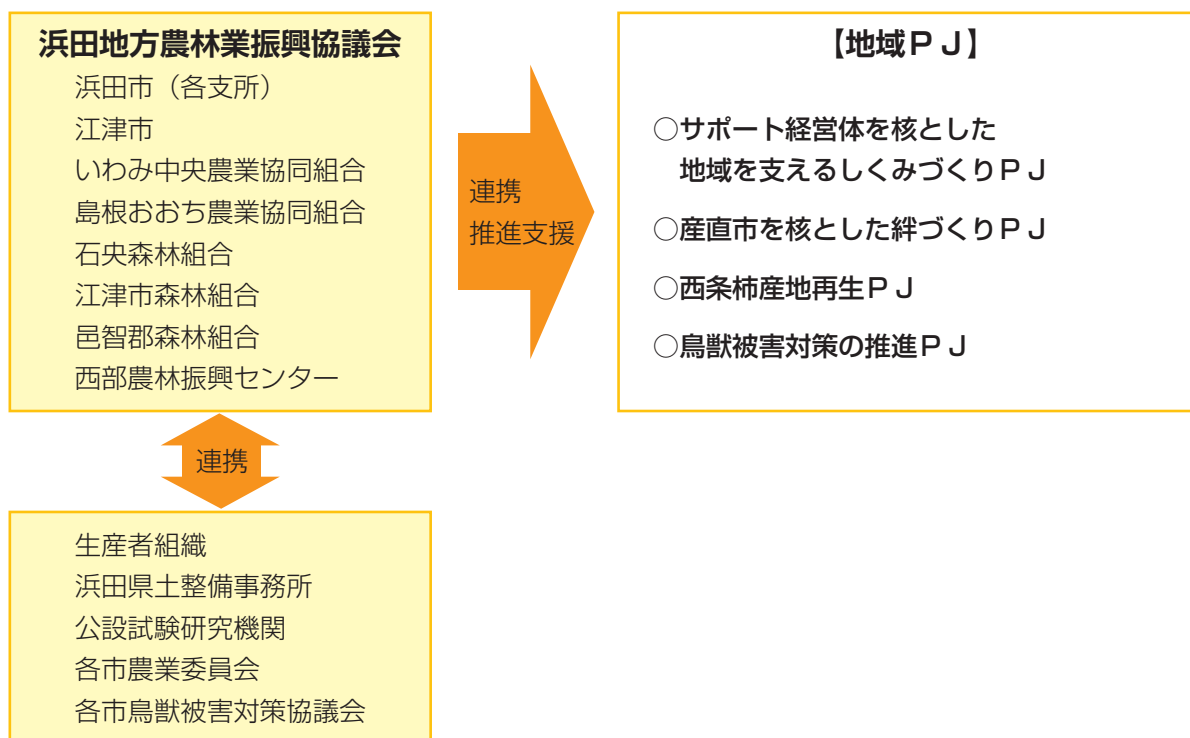 浜田地方農林業振興協議会
浜田市（各支所）
江津市
いわみ中央農業協同組合
島根おおち農業協同組合
石央森林組合
江津市森林組合
邑智郡森林組合
西部農林振興センター
連携
推進支援
【地域ＰＪ】
○サポート経営体を核とした
地域を支えるしくみづくりＰＪ
○産直市を核とした絆づくりＰＪ
○西条柿産地再生ＰＪ
○鳥獣被害対策の推進ＰＪ
連携
生産者組織
浜田県土整備事務所
公設試験研究機関
各市農業委員会
各市鳥獣被害対策協議会